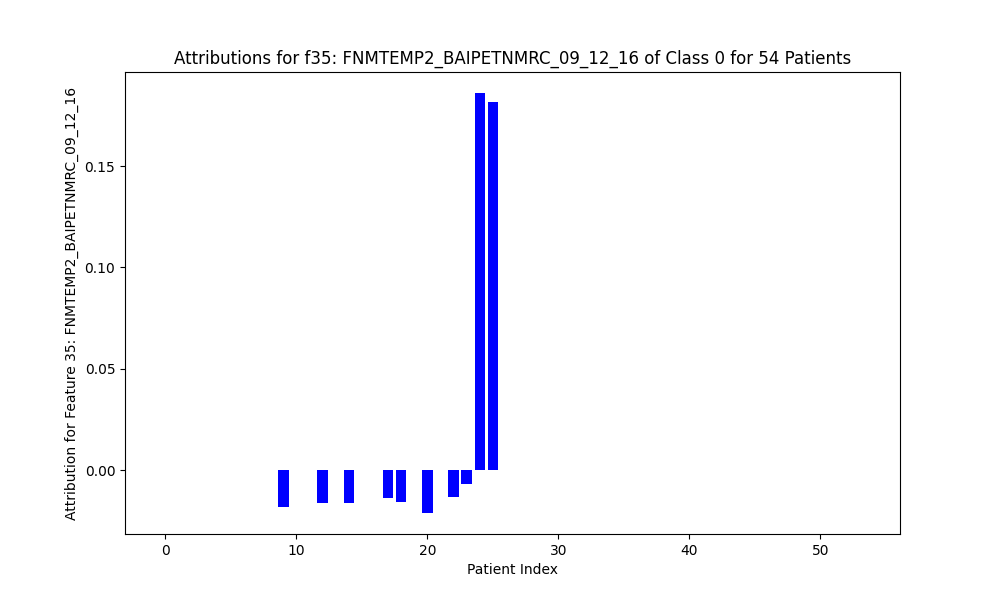 Attributions for f35: FNMTEMP2_BAIPETNMRC_09_12_16 of Class 0 for 54 Patients
Attribution for Feature 35: FNMTEMP2_BAIPETNMRC_09_12_16
0.15
0.10
0.05
0.00
0 10 20 30 40 50
Patient Index